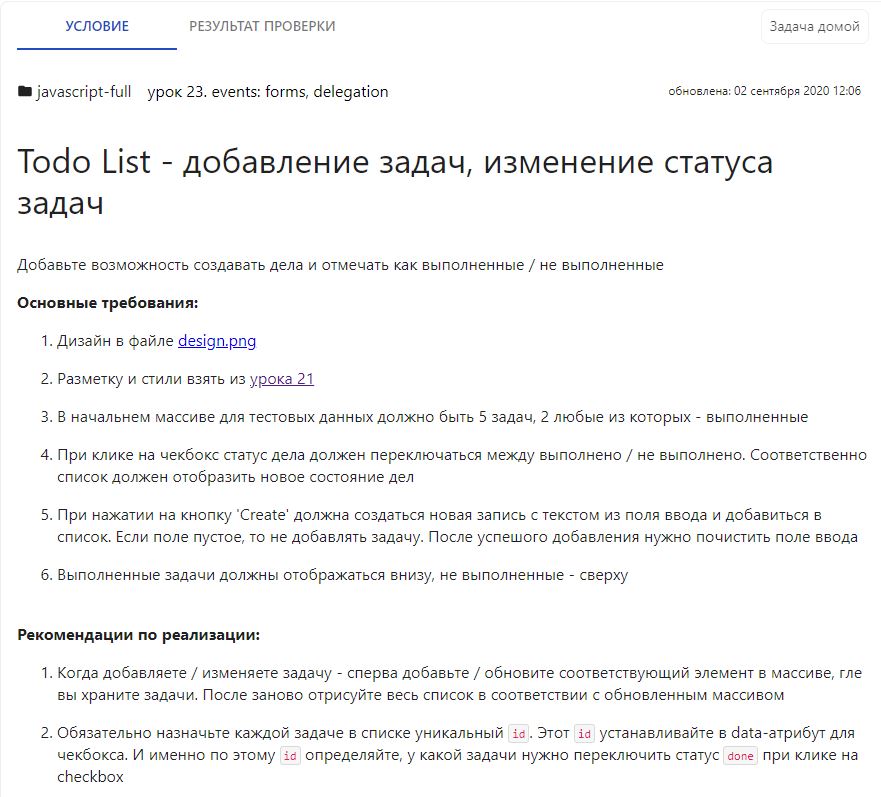 УСЛОВИЕ РЕЗУЛЬТАТ ПРОВЕРКИ Задача домой
javascript-full урок 23. events: forms, delegation обновлена: 02 сентября 2020 12:06
Todo List - добавление задач, изменение статуса
задач
Добавьте возможность создавать дела и отмечать как выполненные / не выполненные
Основные требования:
1. Дизайн в файле design.png
2. Разметку и стили взять из урока 21
3. В начальнем массиве для тестовых данных должно быть 5 задач, 2 любые из которых - выполненные
4. При клике на чекбокс статус дела должен переключаться между выполнено / не выполнено. Соответственно
список должен отобразить новое состояние дел
5. При нажатии на кнопку 'Create' должна создаться новая запись с текстом из поля ввода и добавиться в
список. Если поле пустое, то не добавлять задачу. После успешого добавления нужно почистить поле ввода
6. Выполненные задачи должны отображаться внизу, не выполненные - сверху
Рекомендации по реализации:
1. Когда добавляете / изменяете задачу - сперва добавьте / обновите соответствующий элемент в массиве, гле
вы храните задачи. После заново отрисуйте весь список в соответствии с обновленным массивом
2. Обязательно назначьте каждой задаче в списке уникальный id. Этот id устанавливайте в data-атрибут для
чекбокса. И именно по этому id определяйте, у какой задачи нужно переключить статус done при клике на
checkbox